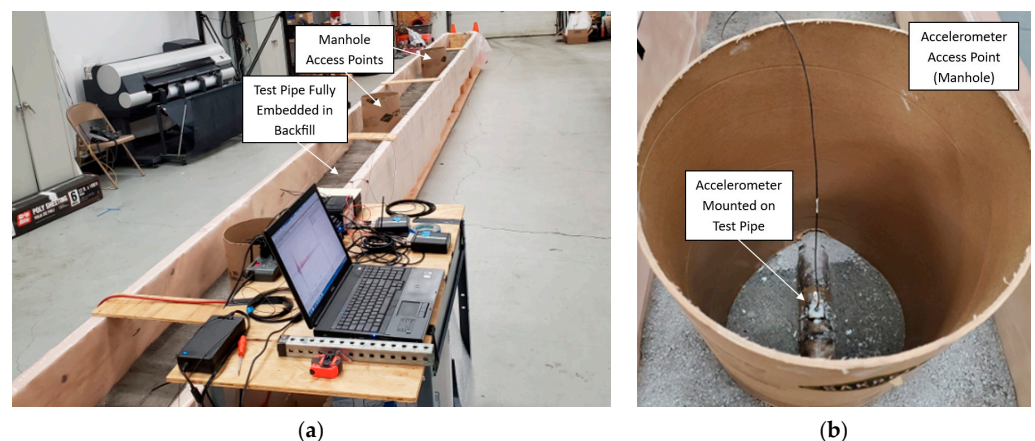 Manhole
Access Points
Test Pipe Fully
Embedded in
Backfill
POLY SHEETING
6
(a)
Accelerometer
Access Point
(Manhole)
Accelerometer
Mounted on
Test Pipe
(b)